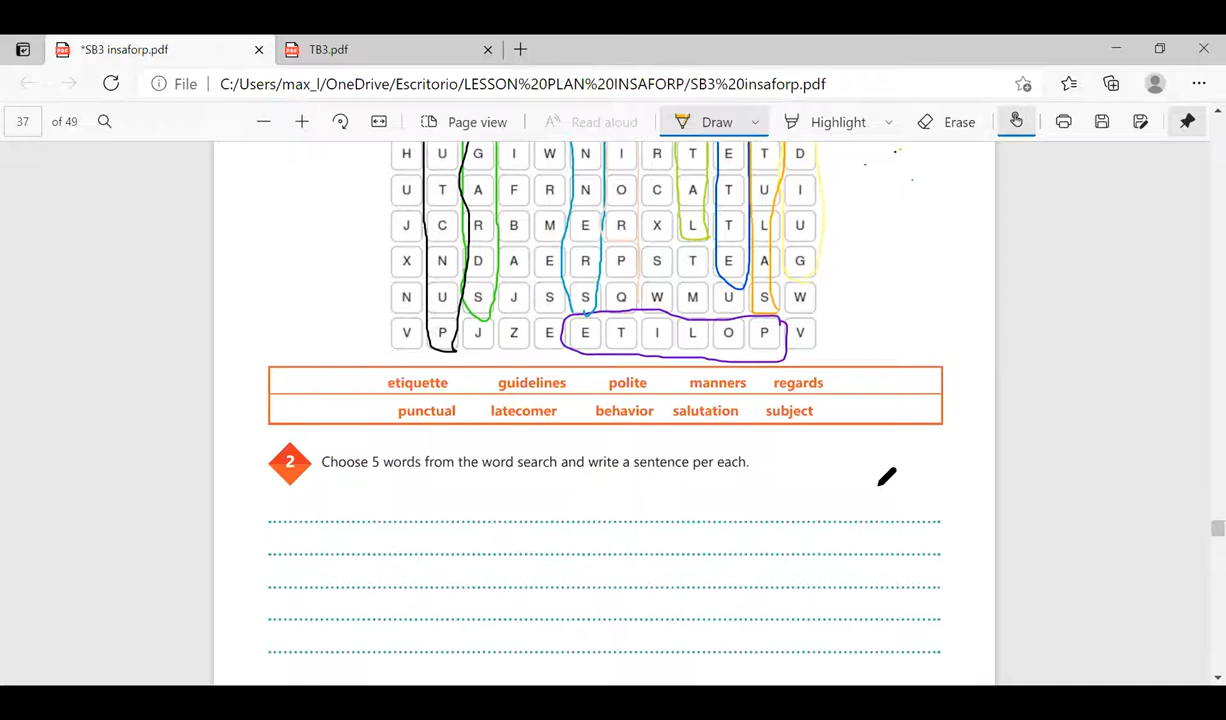 *SB3 insaforp.pdf
TB3.pdf
File
C:/Users/max_l/OneDrive/Escritorio/LESSON%20PLAN%20INSAFORP/SB3%20insaforp.pdf
37 of 49
Page view
Read aloud
Draw
Highlight
Erase
H U G I W N I R T E T D
U T A F R N O C A T U I
J C R B M E R X L T L U
X N D A E R P S T E A G
N U S J S S Q W M U S W
V P J Z E E T I L O P V
etiquette guidelines polite manners regards
punctual latecomer behavior salutation subject
2 Choose 5 words from the word search and write a sentence per each.